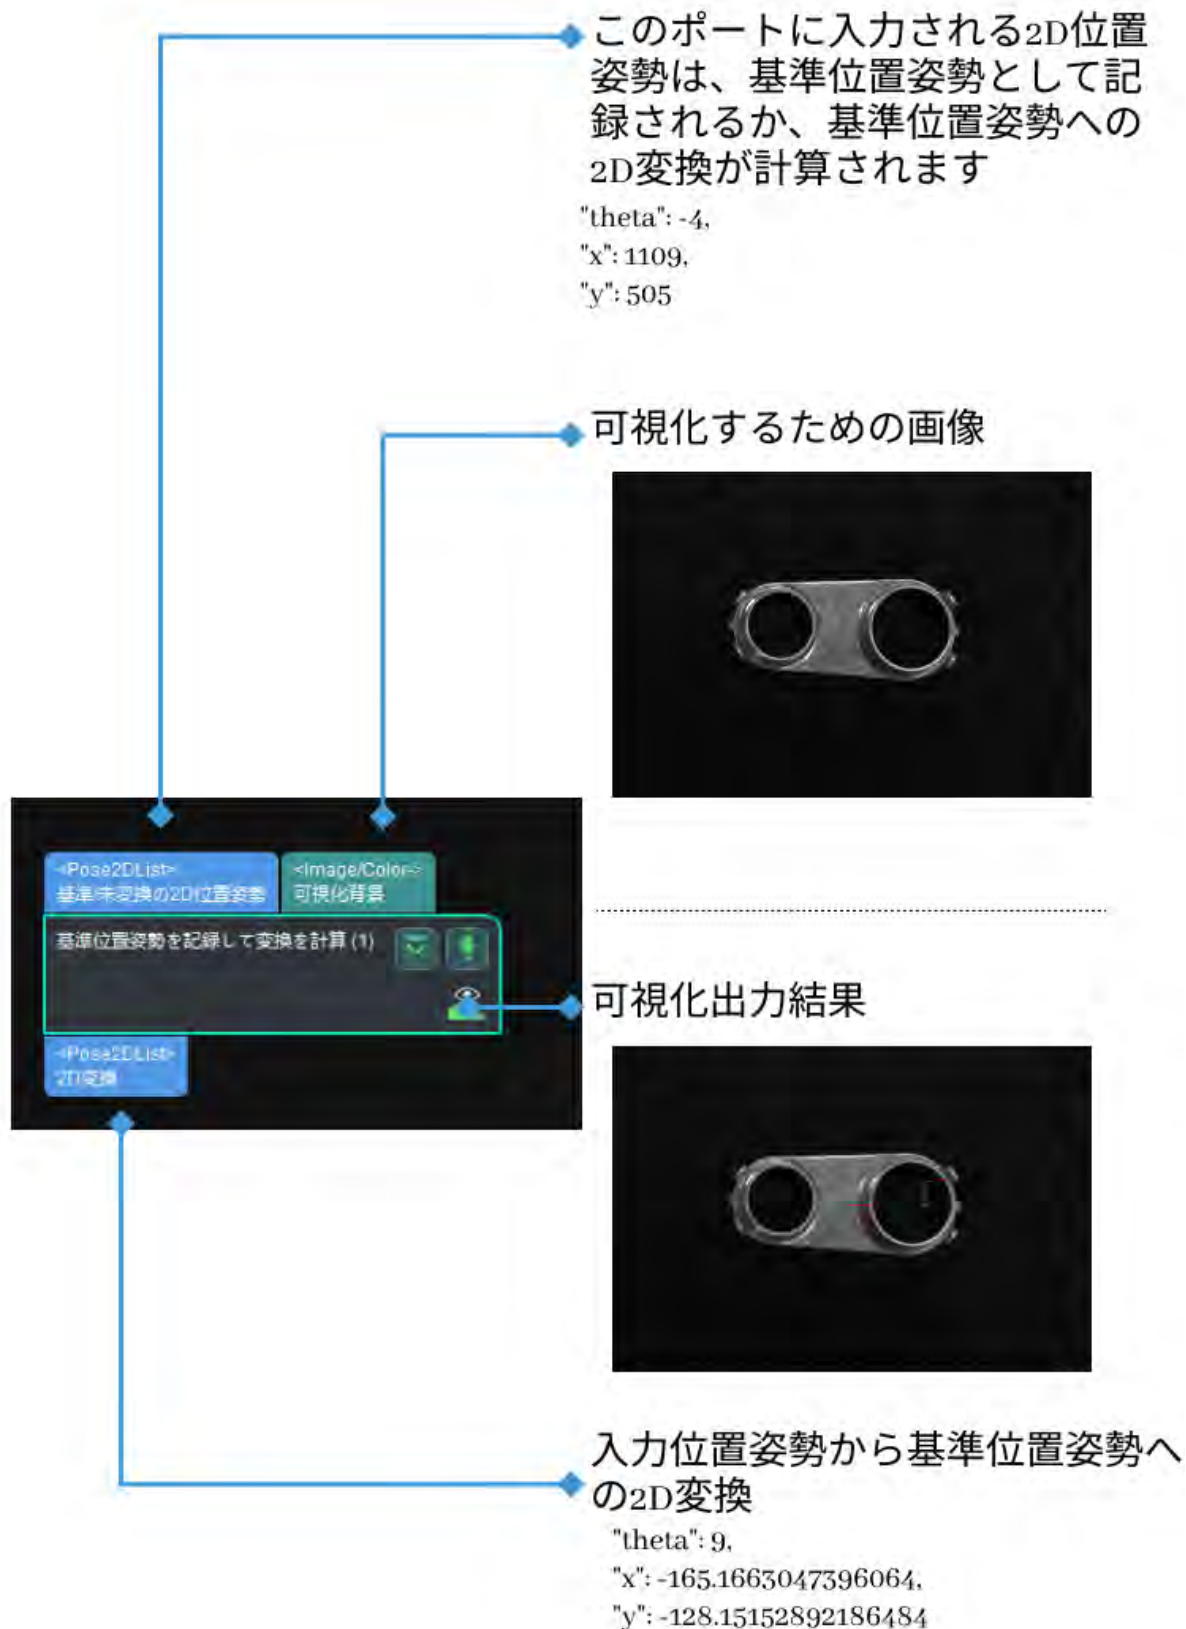 このポートに入力される2D位置
姿勢は、基準位置姿勢として記
録されるか、基準位置姿勢への
2D変換が計算されます
"theta": -4,
"x": 1109,
"y": 505
可視化するための画像
<Pose2DList>
基準/未変換の2D位置姿勢
<Image/Color->
可視化背景
基準位置姿勢を記録して変換を計算 (1)
可視化出力結果
<Pose2DList>
2D変換
入力位置姿勢から基準位置姿勢へ
の2D変換
"theta": 9,
"x": -165.1663047396064,
"y": -128.15152892186484